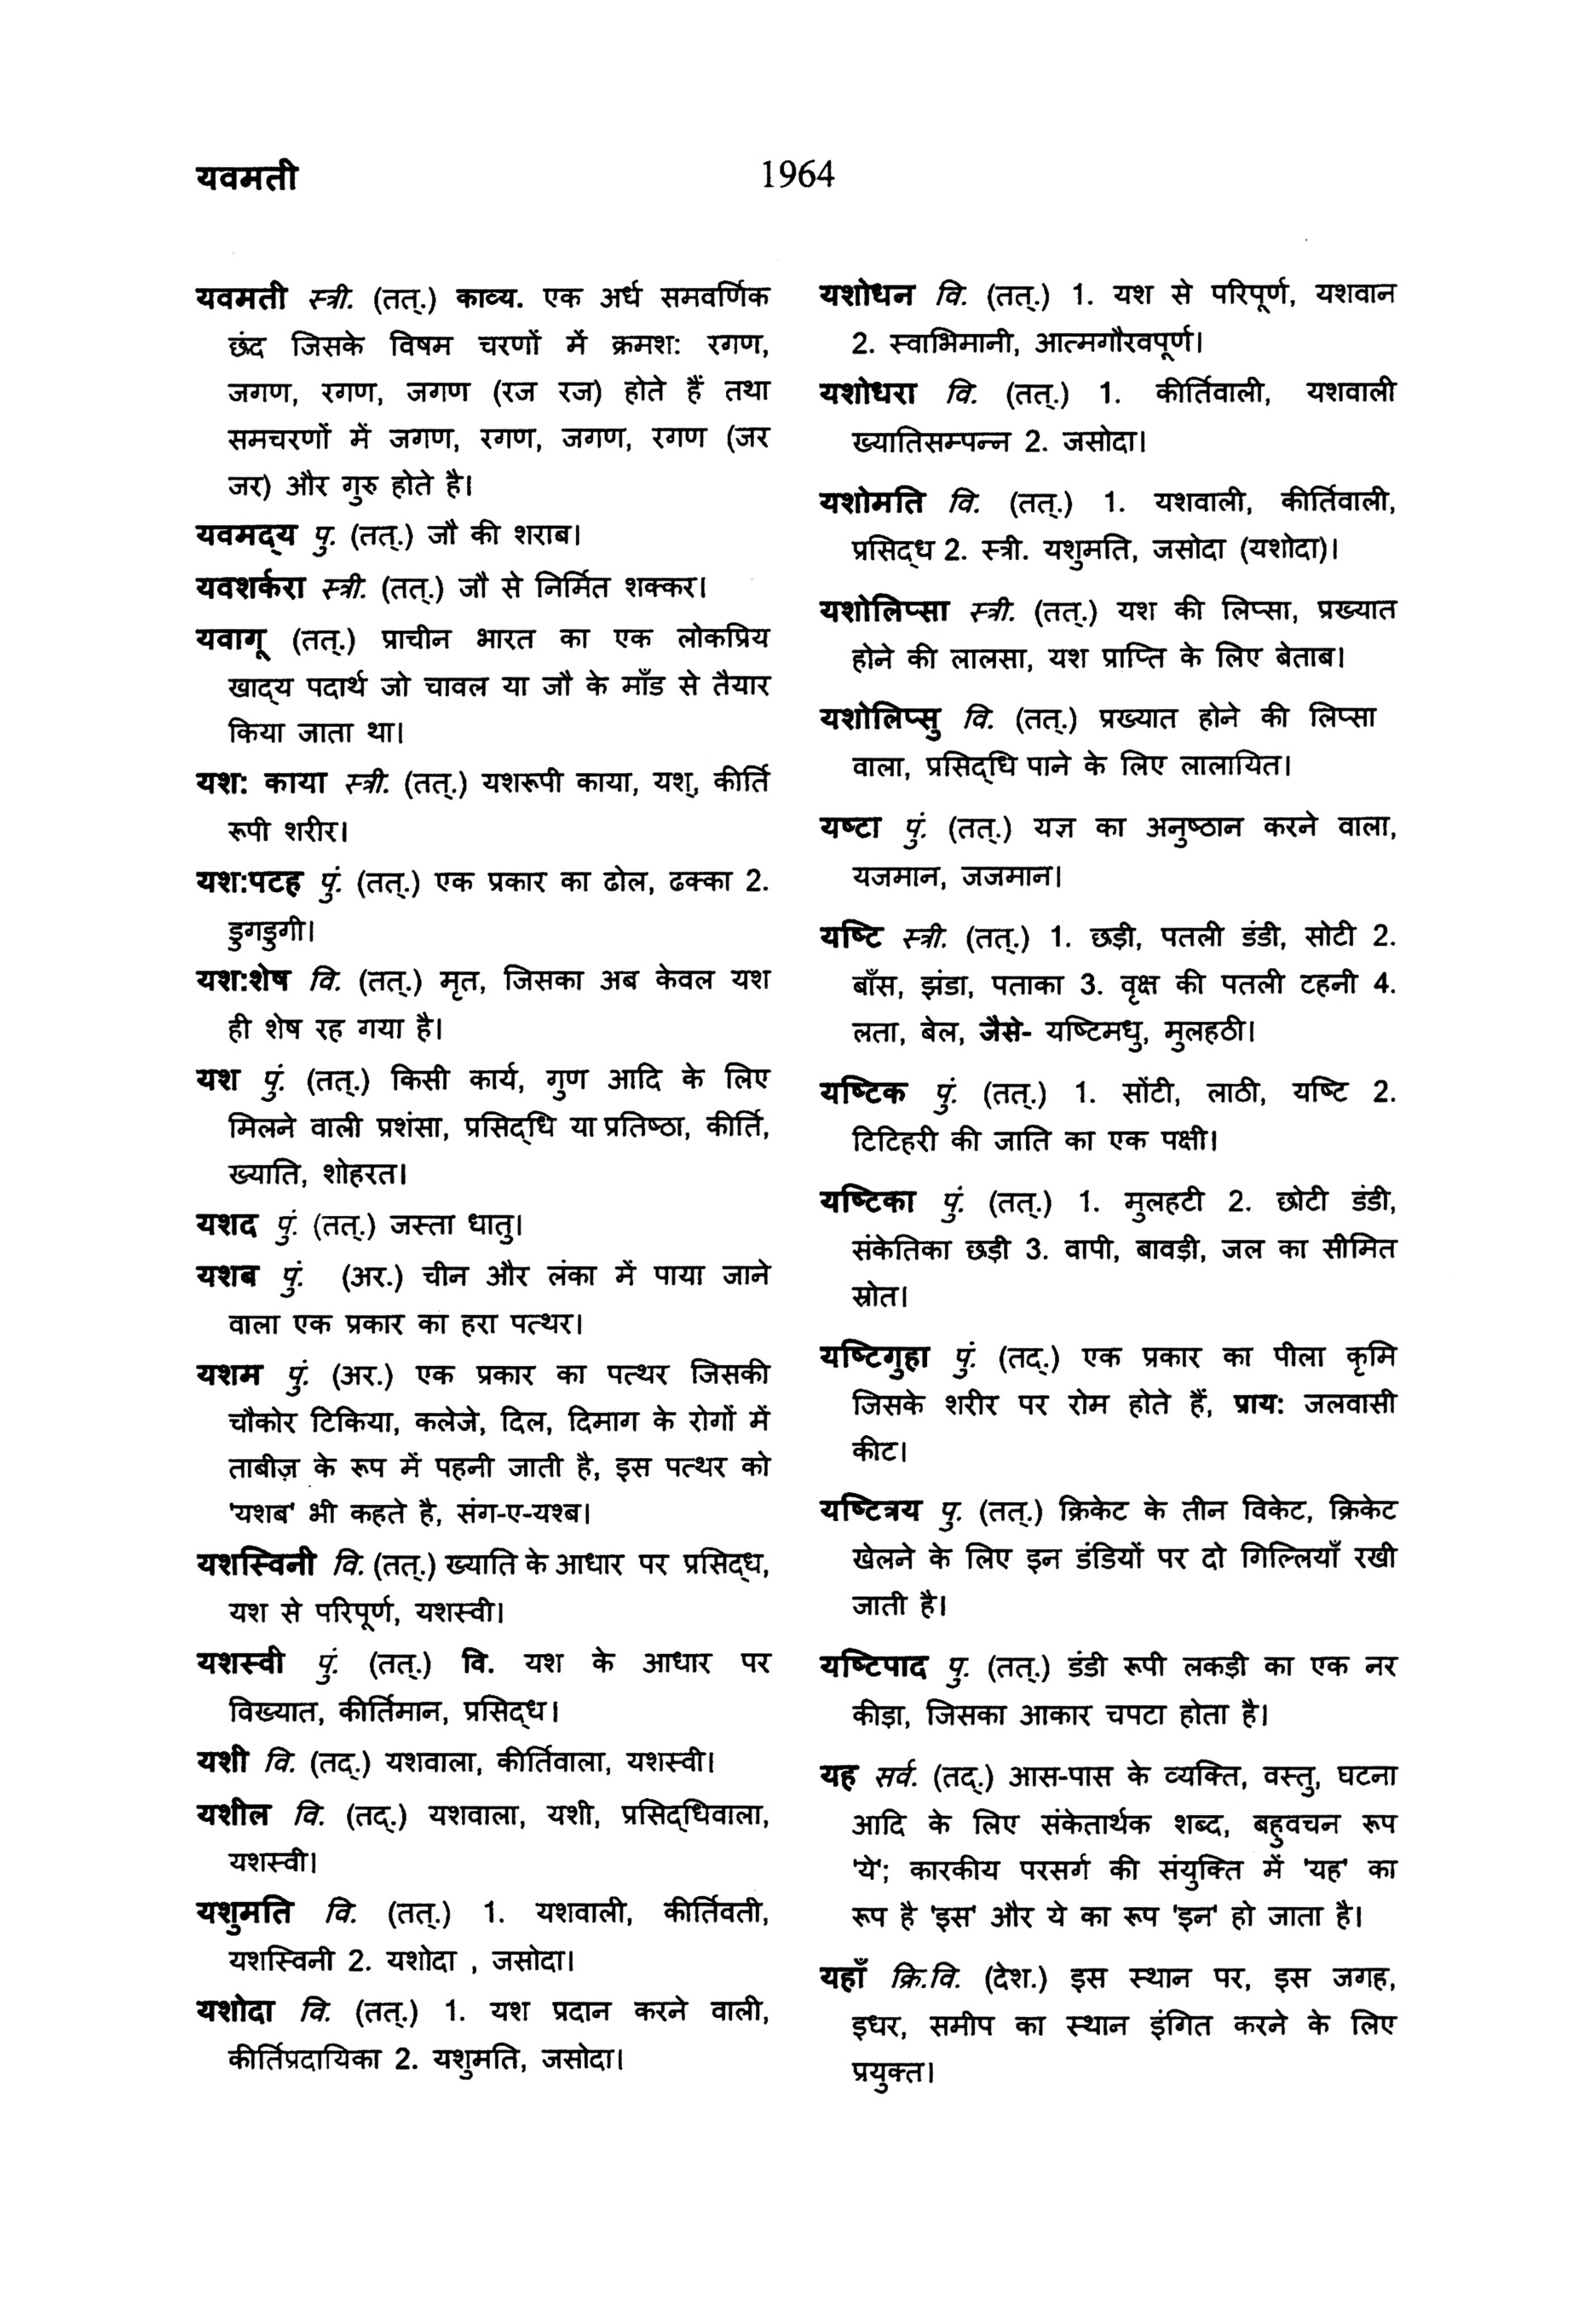 यवमती
1964
यवमती स्त्री. (तत्.) काव्य. एक अर्ध समवर्णिक
छंद जिसके विषम चरणों में क्रमश: रगण,
जगण, रगण, जगण (रज रज) होते हैं तथा
समचरणों में जगण, रगण, जगण, रगण (जर
जर) और गुरु होते है।
यवमद्‌य पु. (तत्.) जौ की शराब।
यवशर्करा स्त्री. (तत्.) जौ से निर्मित शक्कर।
यवागू (तत्.) प्राचीन भारत का एक लोकप्रिय
खाद्‌य पदार्थ जो चावल या जौ के माँड से तैयार
किया जाता था।
यश: काया स्त्री. (तत्.) यशरूपी काया, यश्, कीर्ति
रूपी शरीर।
यश:पटह पुं. (तत्.) एक प्रकार का ढोल, ढक्का 2.
डुगडुगी।
यश:शेष वि. (तत्.) मृत, जिसका अब केवल यश
ही शेष रह गया है।
यश पुं. (तत्.) किसी कार्य, गुण आदि के लिए
मिलने वाली प्रशंसा, प्रसिद्‌धि या प्रतिष्ठा, कीर्ति,
ख्याति, शोहरत।
यशद पुं. (तत्.) जस्ता धातु।
यशब पुं. (अर.) चीन और लंका में पाया जाने
वाला एक प्रकार का हरा पत्थर।
यशम पुं. (अर.) एक प्रकार का पत्थर जिसकी
चौकोर टिकिया, कलेजे, दिल, दिमाग के रोगों में
ताबीज़ के रूप में पहनी जाती है, इस पत्थर को
'यशब' भी कहते है, संग-ए-यश्ब।
यशस्विनी वि. (तत्.) ख्याति के आधार पर प्रसिद्‌ध,
यश से परिपूर्ण, यशस्वी।
यशस्वी पुं. (तत्.) वि. यश के आधार पर
विख्यात, कीर्तिमान, प्रसिद्‌ध।
यशी वि. (तद्.) यशवाला, कीर्तिवाला, यशस्वी।
यशील वि. (तद्.) यशवाला, यशी, प्रसिद्‌धिवाला,
यशस्वी।
यशुमति वि. (तत्.) 1. यशवाली, कीर्तिवती,
यशस्विनी 2. यशोदा , जसोदा।
यशोदा वि. (तत्.) 1. यश प्रदान करने वाली,
कीर्तिप्रदायिका 2. यशुमति, जसोदा।
यशोधन वि. (तत्.) 1. यश से परिपूर्ण, यशवान
2. स्वाभिमानी, आत्मगौरवपूर्ण।
यशोधरा वि. (तत्.) 1. कीर्तिवाली, यशवाली
ख्यातिसम्पन्न 2. जसोदा।
यशोमति वि. (तत्.) 1. यशवाली, कीर्तिवाली,
प्रसिद्‌ध 2. स्त्री. यशुमति, जसोदा (यशोदा)।
यशोलिप्सा स्त्री. (तत्.) यश की लिप्सा, प्रख्यात
होने की लालसा, यश प्राप्ति के लिए बेताब।
यशोलिप्सु वि. (तत्.) प्रख्यात होने की लिप्सा
वाला, प्रसिद्‌धि पाने के लिए लालायित।
यष्टा पुं. (तत्.) यज्ञ का अनुष्ठान करने वाला,
यजमान, जजमान।
यष्टि स्त्री. (तत्.) 1. छड़ी, पतली डंडी, सोटी 2.
बाँस, झंडा, पताका 3. वृक्ष की पतली टहनी 4.
लता, बेल, जैसे- यष्टिमधु, मुलहठी।
यष्टिक पुं. (तत्.) 1. सोंटी, लाठी, यष्टि 2.
टिटिहरी की जाति का एक पक्षी।
यष्टिका पुं. (तत्.) 1. मुलहटी 2. छोटी डंडी,
संकेतिका छड़ी 3. वापी, बावड़ी, जल का सीमित
स्रोत।
यष्टिगुहा पुं. (तद्.) एक प्रकार का पीला कृमि
जिसके शरीर पर रोम होते हैं, प्राय: जलवासी
कीट।
यष्टित्रय पु. (तत्.) क्रिकेट के तीन विकेट, क्रिकेट
खेलने के लिए इन डंडियों पर दो गिल्लियाँ रखी
जाती है।
यष्टिपाद पु. (तत्.) डंडी रूपी लकड़ी का एक नर
कीड़ा, जिसका आकार चपटा होता है।
यह सर्व. (तद्.) आस-पास के व्यक्ति, वस्तु, घटना
आदि के लिए संकेतार्थक शब्द, बहुवचन रूप
'ये'; कारकीय परसर्ग की संयुक्ति में 'यह' का
रूप है 'इस' और ये का रूप 'इन' हो जाता है।
यहाँ क्रि.वि. (देश.) इस स्थान पर, इस जगह,
इधर, समीप का स्थान इंगित करने के लिए
प्रयुक्त।